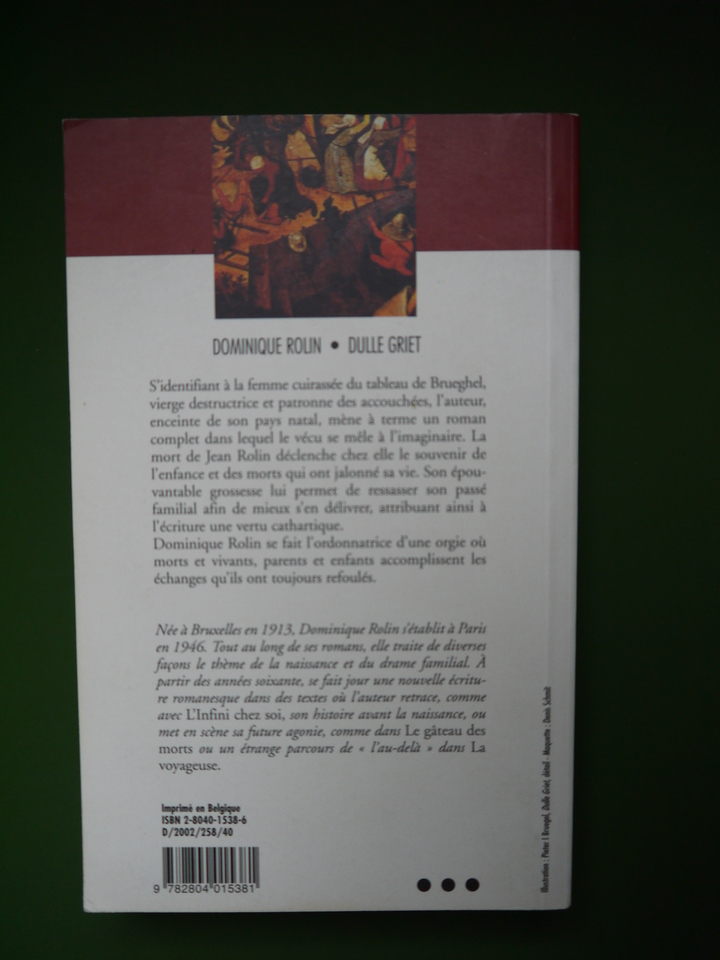 DOMINIQUE ROLIN • DULLE GRIET
S'identifiant à la femme cuirassée du tableau de Brueghel,
vierge destructrice et patronne des accouchées, l'auteur,
enceinte de son pays natal, mène à terme un roman
complet dans lequel le vécu se mêle à l'imaginaire. La
mort de Jean Rolin déclenche chez elle le souvenir de
l'enfance et des morts qui ont jalonné sa vie. Son épou-
vantable grossesse lui permet de ressasser son passé
familial afin de mieux s'en délivrer, attribuant ainsi à
l'écriture une vertu cathartique.
Dominique Rolin se fait l'ordonnatrice d'une orgie où
morts et vivants, parents et enfants accomplissent les
échanges qu'ils ont toujours refoulés.
Née à Bruxelles en 1913, Dominique Rolin s'établit à Paris
en 1946. Tout au long de ses romans, elle traite de diverses
façons le thème de la naissance et du drame familial. À
partir des années soixante, se fait jour une nouvelle écritu-
re romanesque dans des textes où l'auteur retrace, comme
avec L'Infini chez soi, son histoire avant la naissance, ou
met en scène sa future agonie, comme dans Le gâteau des
morts ou un étrange parcours de « l'au-delà » dans La
voyageuse.
Imprimé en Belgique
ISBN 2-8040-1538-6
D/2002/258/40
9 782804 015381
Illustration : Pieter I Bruegel, Dulle Griet, détail - Maquette : Denis Schmit